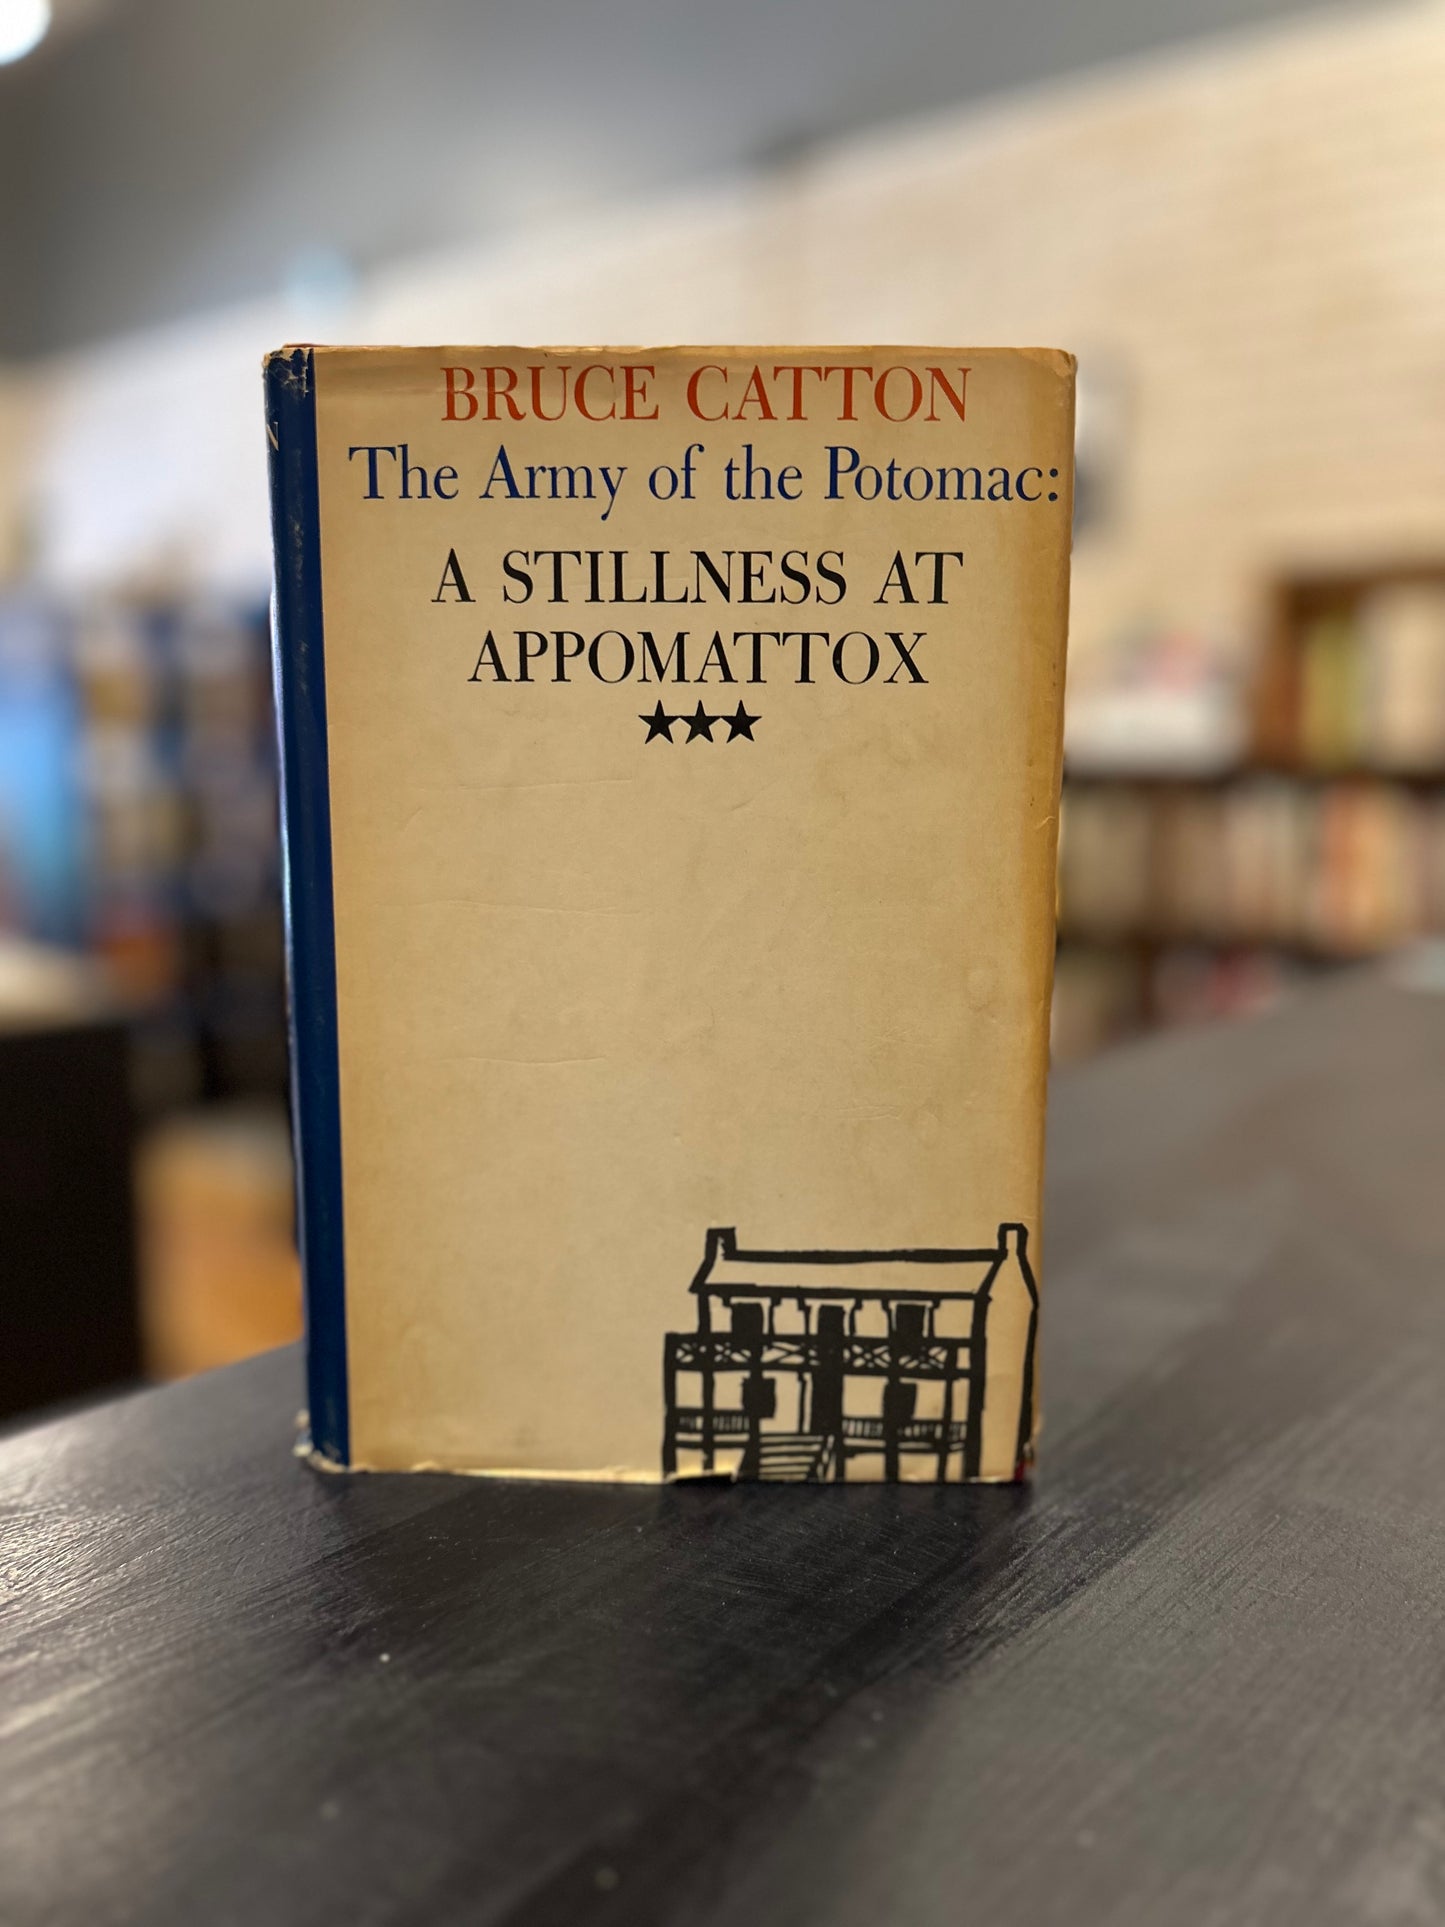 BRUCE CATTON
The Army of the Potomac:
A STILLNESS AT
APPOMATTOX